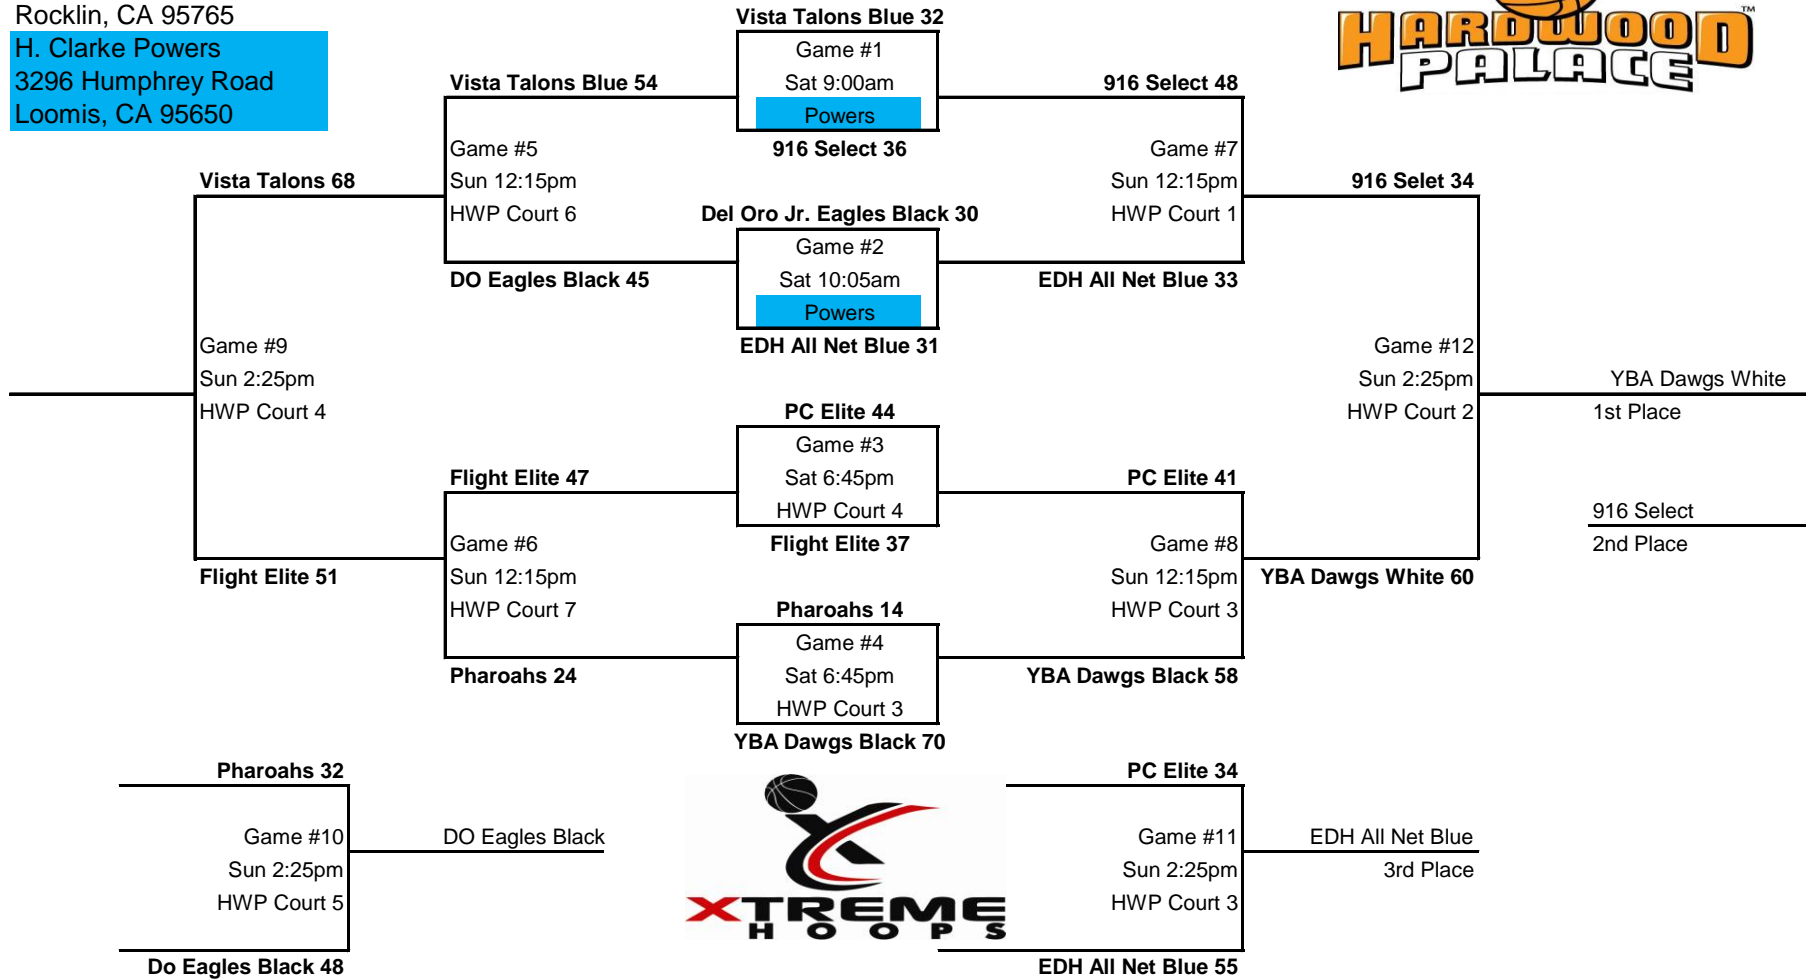 Rocklin, CA 95765
H. Clarke Powers
3296 Humphrey Road
Loomis, CA 95650
HARDWOOD
PALACE
™
Vista Talons Blue 32
Game #1
Sat 9:00am
Powers
916 Select 36
Vista Talons Blue 54
Game #5
Sun 12:15pm
HWP Court 6
DO Eagles Black 45
916 Select 48
Game #7
Sun 12:15pm
HWP Court 1
EDH All Net Blue 33
Del Oro Jr. Eagles Black 30
Game #2
Sat 10:05am
Powers
EDH All Net Blue 31
Vista Talons 68
Game #9
Sun 2:25pm
HWP Court 4
Flight Elite 51
916 Selet 34
Game #12
Sun 2:25pm
HWP Court 2
YBA Dawgs White 60
YBA Dawgs White
1st Place
916 Select
2nd Place
PC Elite 44
Game #3
Sat 6:45pm
HWP Court 4
Flight Elite 37
Flight Elite 47
Game #6
Sun 12:15pm
HWP Court 7
Pharoahs 24
PC Elite 41
Game #8
Sun 12:15pm
HWP Court 3
YBA Dawgs Black 58
Pharoahs 14
Game #4
Sat 6:45pm
HWP Court 3
YBA Dawgs Black 70
Pharoahs 32
Game #10
Sun 2:25pm
HWP Court 5
Do Eagles Black 48
DO Eagles Black
XTREME
HOOPS
PC Elite 34
Game #11
Sun 2:25pm
HWP Court 3
EDH All Net Blue 55
EDH All Net Blue
3rd Place